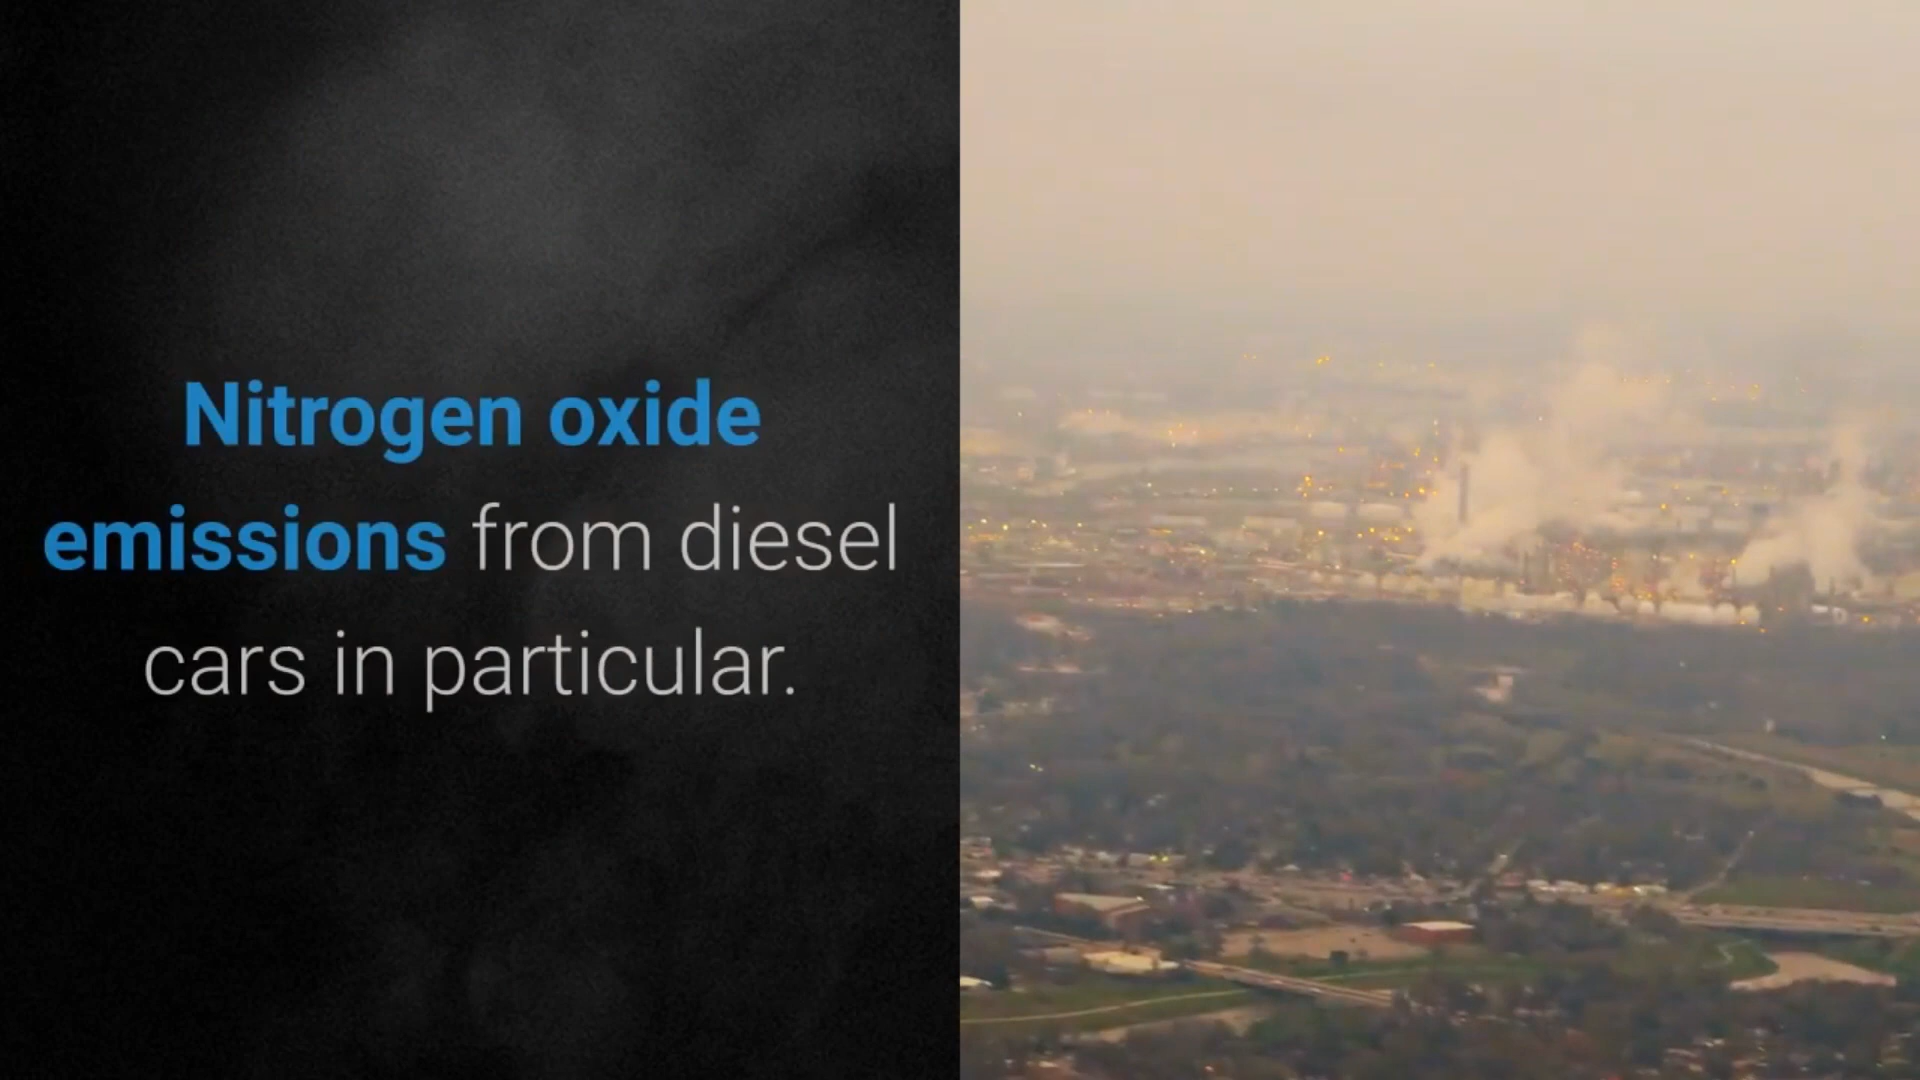 Nitrogen oxide
emissions from diesel
cars in particular.